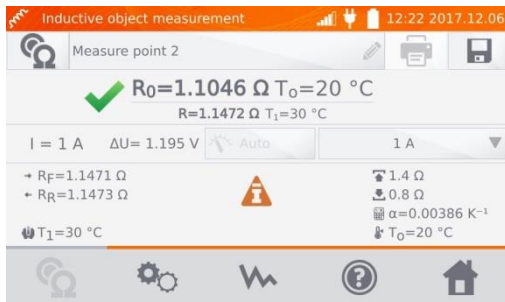 Inductive object measurement 12:22 2017.12.06
Measure point 2
R₀=1.1046 Ω T₀=20 °C
R=1.1472 Ω T₁=30 °C
I = 1 A ΔU= 1.195 V Auto 1 A
R_F=1.1471 Ω 1.4 Ω
R_R=1.1473 Ω 0.8 Ω
α=0.00386 K⁻¹
T₁=30 °C T₀=20 °C